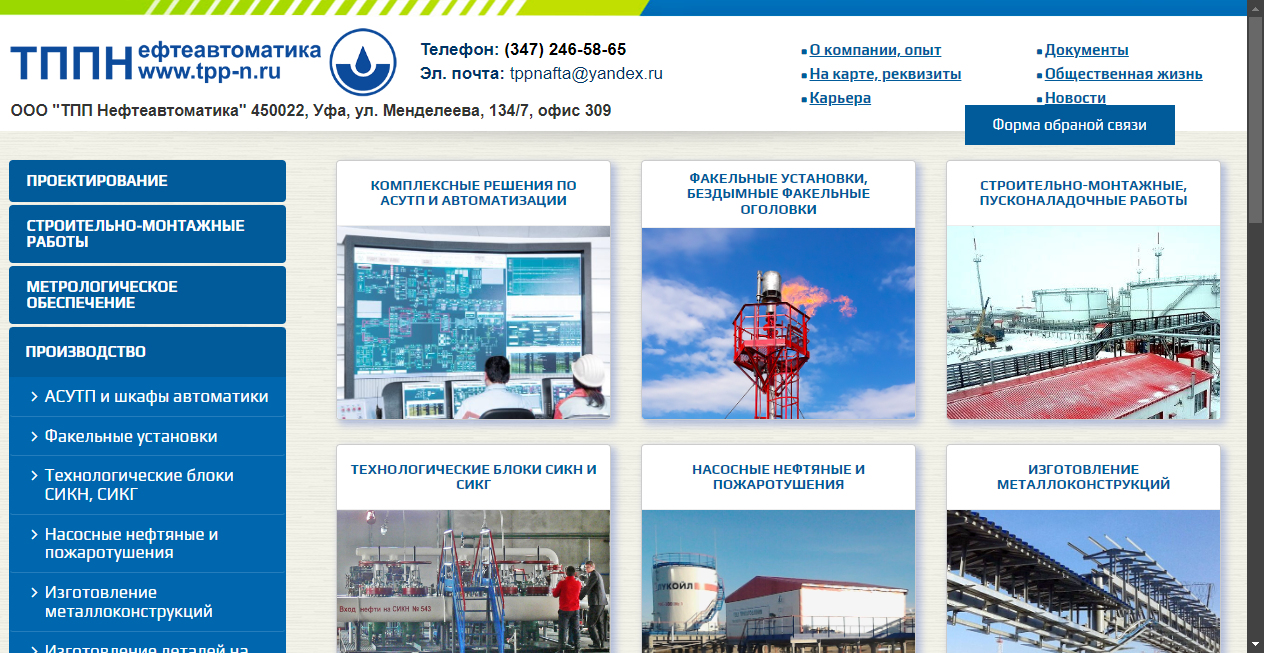 ТППНефтеавтоматика
www.tpp-n.ru
Телефон: (347) 246-58-65
Эл. почта: tppnafta@yandex.ru
ООО "ТПП Нефтеавтоматика" 450022, Уфа, ул. Менделеева, 134/7, офис 309
О компании, опыт
На карте, реквизиты
Карьера
Документы
Общественная жизнь
Новости
Форма обраной связи
ПРОЕКТИРОВАНИЕ
СТРОИТЕЛЬНО-МОНТАЖНЫЕ
РАБОТЫ
МЕТРОЛОГИЧЕСКОЕ
ОБЕСПЕЧЕНИЕ
ПРОИЗВОДСТВО
АСУТП и шкафы автоматики
Факельные установки
Технологические блоки
СИКН, СИКГ
Насосные нефтяные и
пожаротушения
Изготовление
металлоконструкций
Изготовление деталей на
КОМПЛЕКСНЫЕ РЕШЕНИЯ ПО
АСУТП И АВТОМАТИЗАЦИИ
ФАКЕЛЬНЫЕ УСТАНОВКИ,
БЕЗДЫМНЫЕ ФАКЕЛЬНЫЕ
ОГОЛОВКИ
СТРОИТЕЛЬНО-МОНТАЖНЫЕ,
ПУСКОНАЛАДОЧНЫЕ РАБОТЫ
ТЕХНОЛОГИЧЕСКИЕ БЛОКИ СИКН И
СИКГ
Вход нефти на СИКН № 543
НАСОСНЫЕ НЕФТЯНЫЕ И
ПОЖАРОТУШЕНИЯ
ЛУКОЙЛ
ИЗГОТОВЛЕНИЕ
МЕТАЛЛОКОНСТРУКЦИЙ